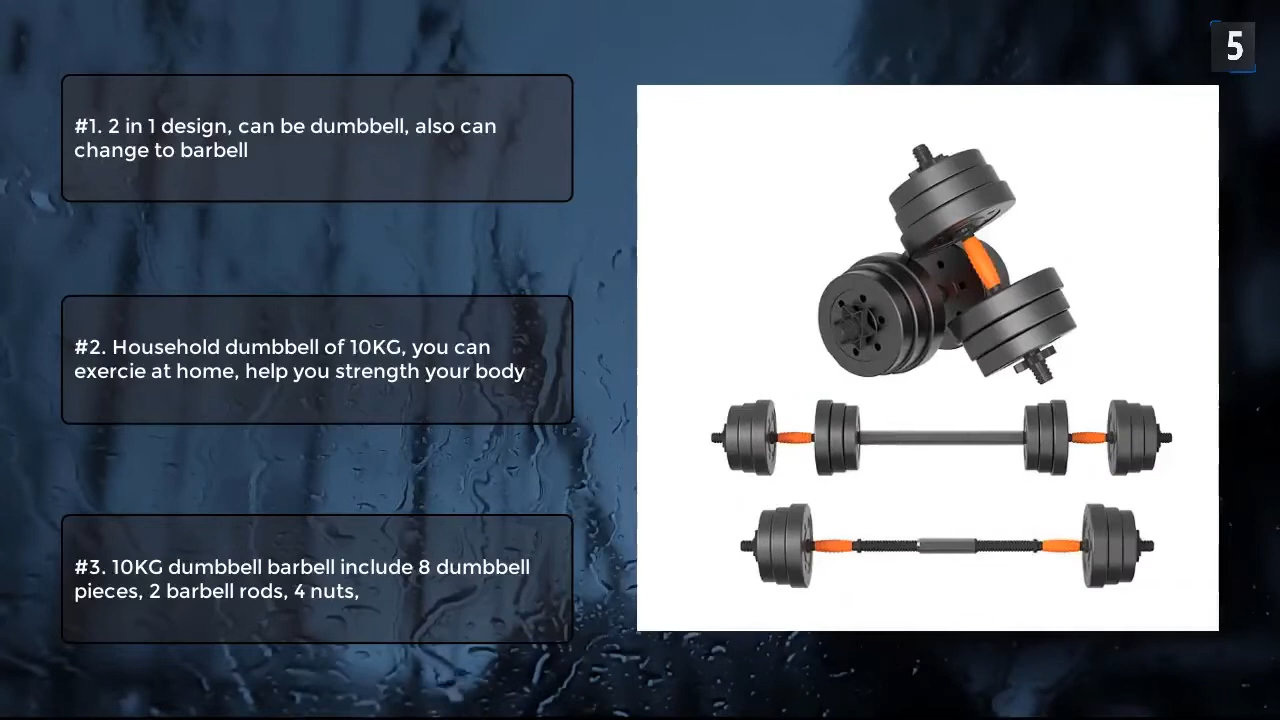 5
#1. 2 in 1 design, can be dumbbell, also can
change to barbell
#2. Household dumbbell of 10KG, you can
exercie at home, help you strength your body
#3. 10KG dumbbell barbell include 8 dumbbell
pieces, 2 barbell rods, 4 nuts,